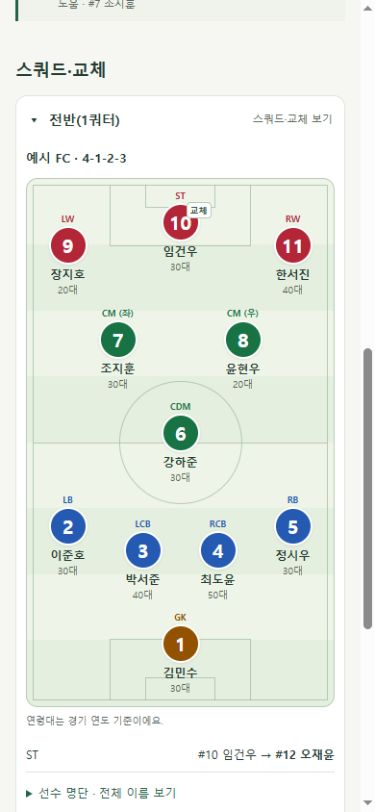 도움 · #7 조지훈
스쿼드·교체
▼ 전반(1쿼터) 스쿼드·교체 보기
예시 FC · 4-1-2-3
ST
교체
10
임건우
30대
LW
9
장지호
20대
RW
11
한서진
40대
CM (좌)
7
조지훈
30대
CM (우)
8
윤현우
20대
CDM
6
강하준
30대
LB
2
이준호
30대
LCB
3
박서준
40대
RCB
4
최도윤
50대
RB
5
정시우
30대
GK
1
김민수
30대
연령대는 경기 연도 기준이에요.
ST #10 임건우 → #12 오재윤
▶ 선수 명단 · 전체 이름 보기